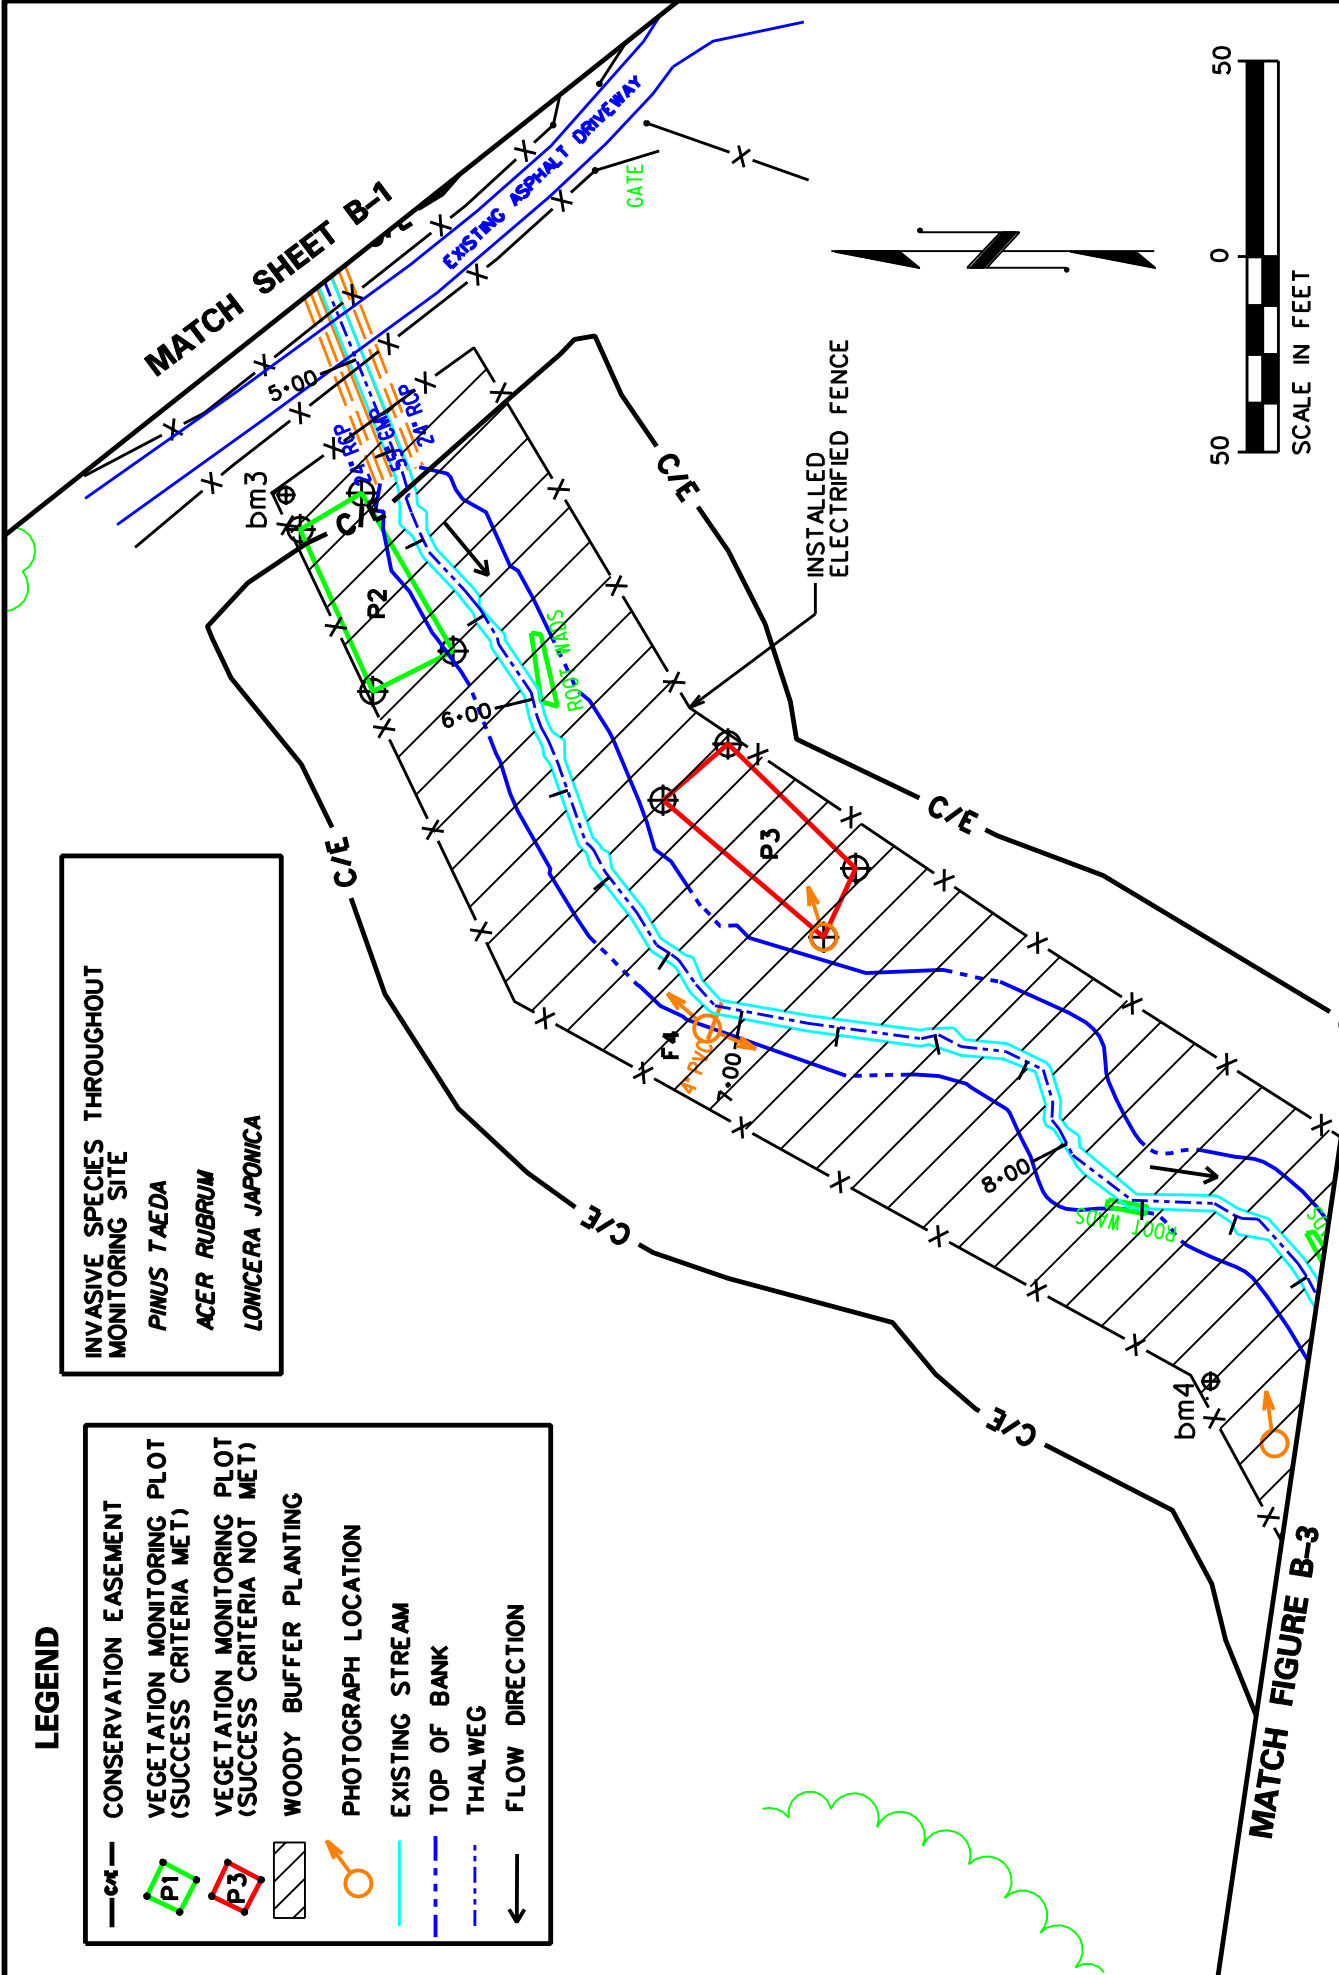 LEGEND
C/E CONSERVATION EASEMENT
P1 VEGETATION MONITORING PLOT
(SUCCESS CRITERIA MET)
P3 VEGETATION MONITORING PLOT
(SUCCESS CRITERIA NOT MET)
WOODY BUFFER PLANTING
PHOTOGRAPH LOCATION
EXISTING STREAM
TOP OF BANK
THALWEG
FLOW DIRECTION
INVASIVE SPECIES THROUGHOUT
MONITORING SITE
PINUS TAEDA
ACER RUBRUM
LONICERA JAPONICA
MATCH SHEET B-1
EXISTING ASPHALT DRIVEWAY
GATE
5+00
24" RCP
55" CMP
24" RCP
bm3
C/E
P2
6+00
ROOT WADS
C/E
C/E
INSTALLED
ELECTRIFIED FENCE
P3
C/E
F4
4" PVC
7+00
C/E
8+00
ROOT WADS
C/E
bm4
MATCH FIGURE B-3
50
0
50
SCALE IN FEET